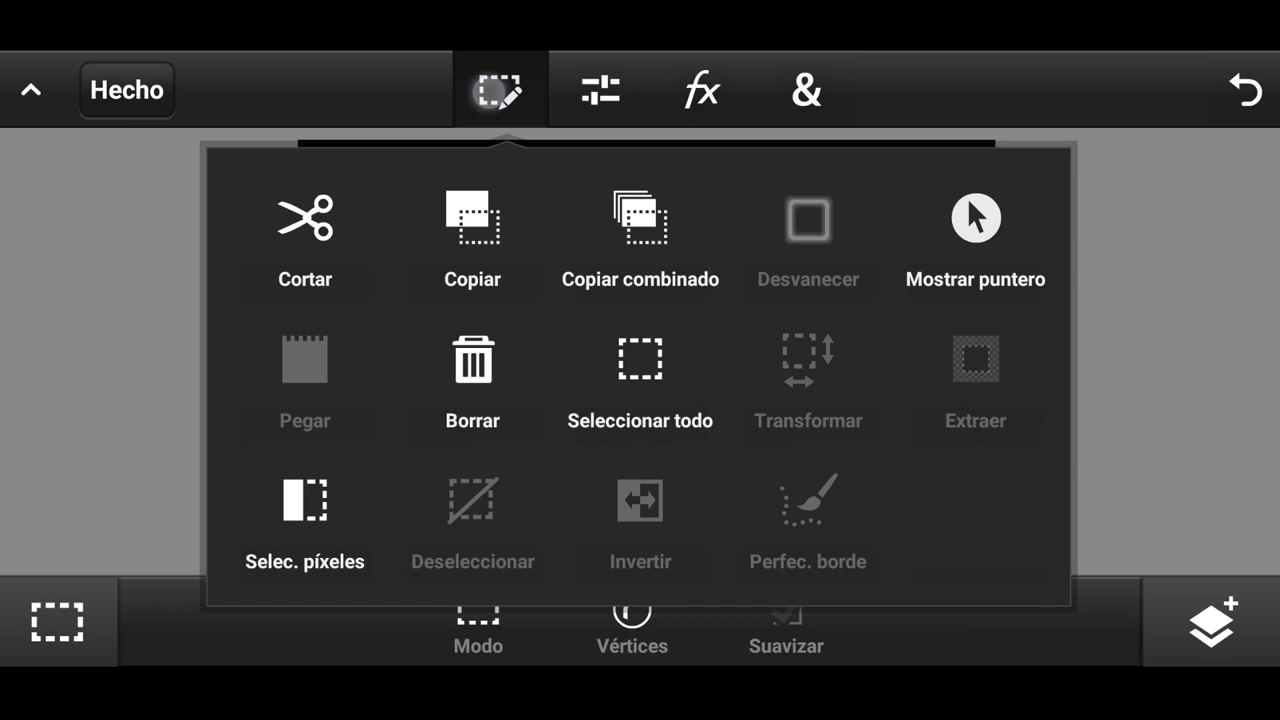 Hecho
fx
&
Cortar
Copiar
Copiar combinado
Desvanecer
Mostrar puntero
Pegar
Borrar
Seleccionar todo
Transformar
Extraer
Selec. píxeles
Deseleccionar
Invertir
Perfec. borde
Modo
Vértices
Suavizar